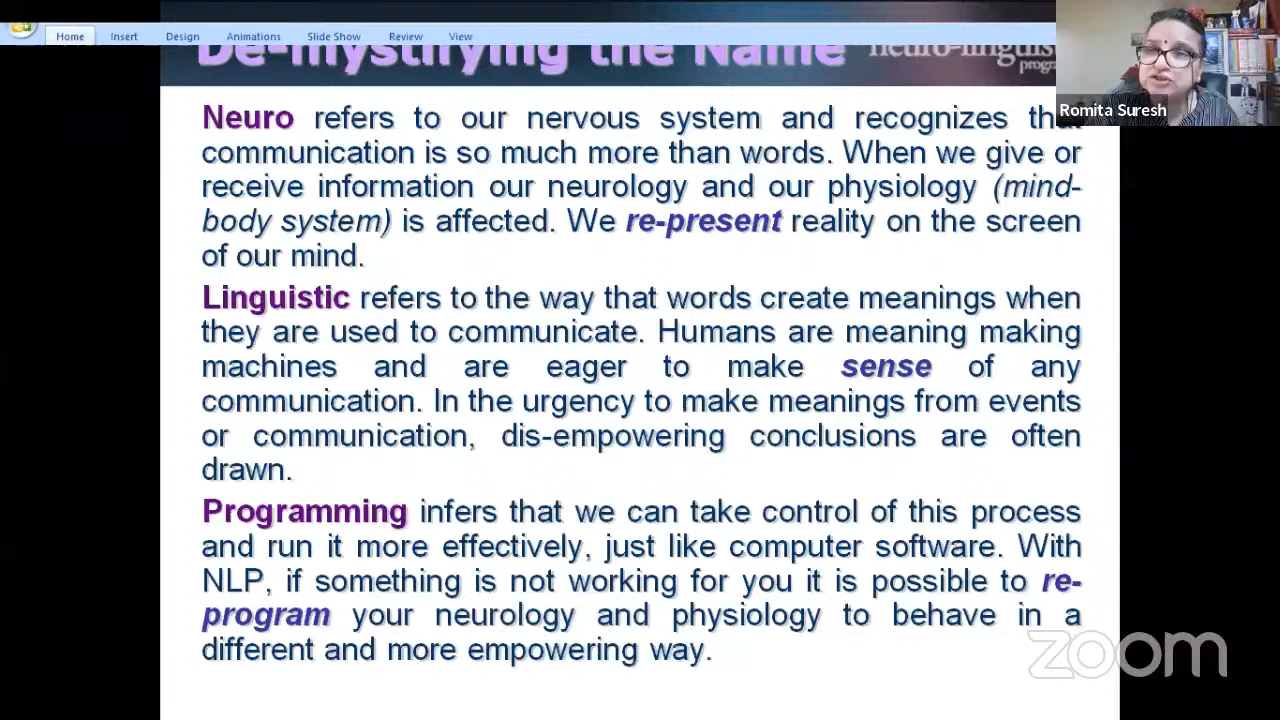 Home Insert Design Animations Slide Show Review View
De-mystifying the Name
Romita Suresh
Neuro refers to our nervous system and recognizes that
communication is so much more than words. When we give or
receive information our neurology and our physiology (mind-
body system) is affected. We re-present reality on the screen
of our mind.
Linguistic refers to the way that words create meanings when
they are used to communicate. Humans are meaning making
machines and are eager to make sense of any
communication. In the urgency to make meanings from events
or communication, dis-empowering conclusions are often
drawn.
Programming infers that we can take control of this process
and run it more effectively, just like computer software. With
NLP, if something is not working for you it is possible to re-
program your neurology and physiology to behave in a
different and more empowering way.
zoom